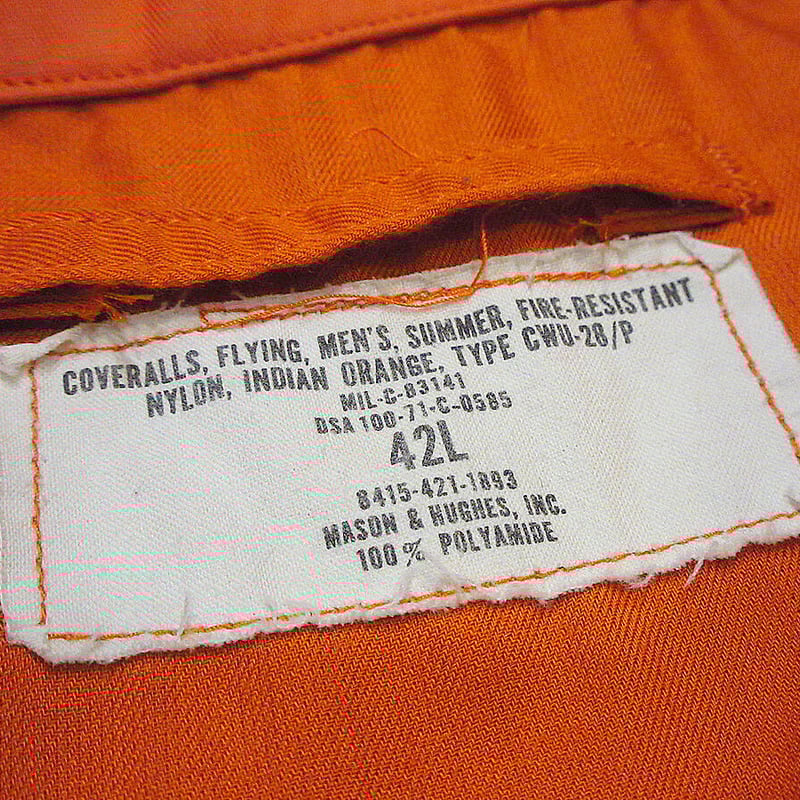 COVERALLS, FLYING, MEN'S, SUMMER, FIRE-RESISTANT
NYLON, INDIAN ORANGE, TYPE CWU-28/P
MIL-C-83141
DSA 100-71-C-0585
42L
8415-421-1893
MASON & HUGHES, INC.
100% POLYAMIDE